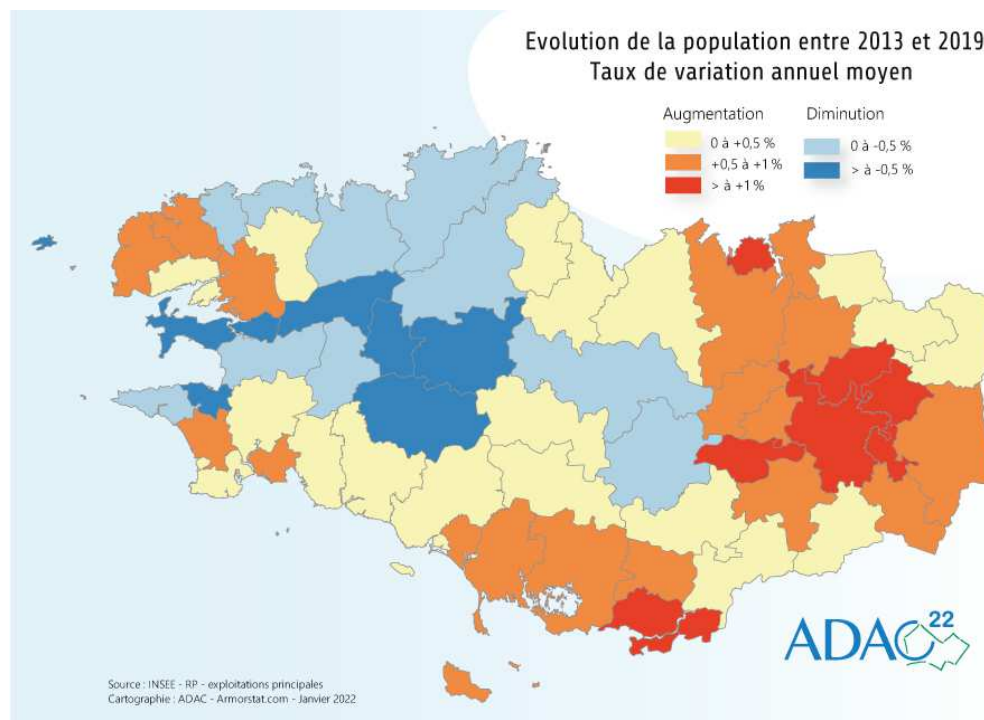 Evolution de la population entre 2013 et 2019
Taux de variation annuel moyen
Augmentation
0 à +0,5 %
+0,5 à +1 %
> à +1 %
Diminution
0 à -0,5 %
> à -0,5 %
ADAC 22
Source : INSEE - RP - exploitations principales
Cartographie : ADAC - Armorstat.com - Janvier 2022